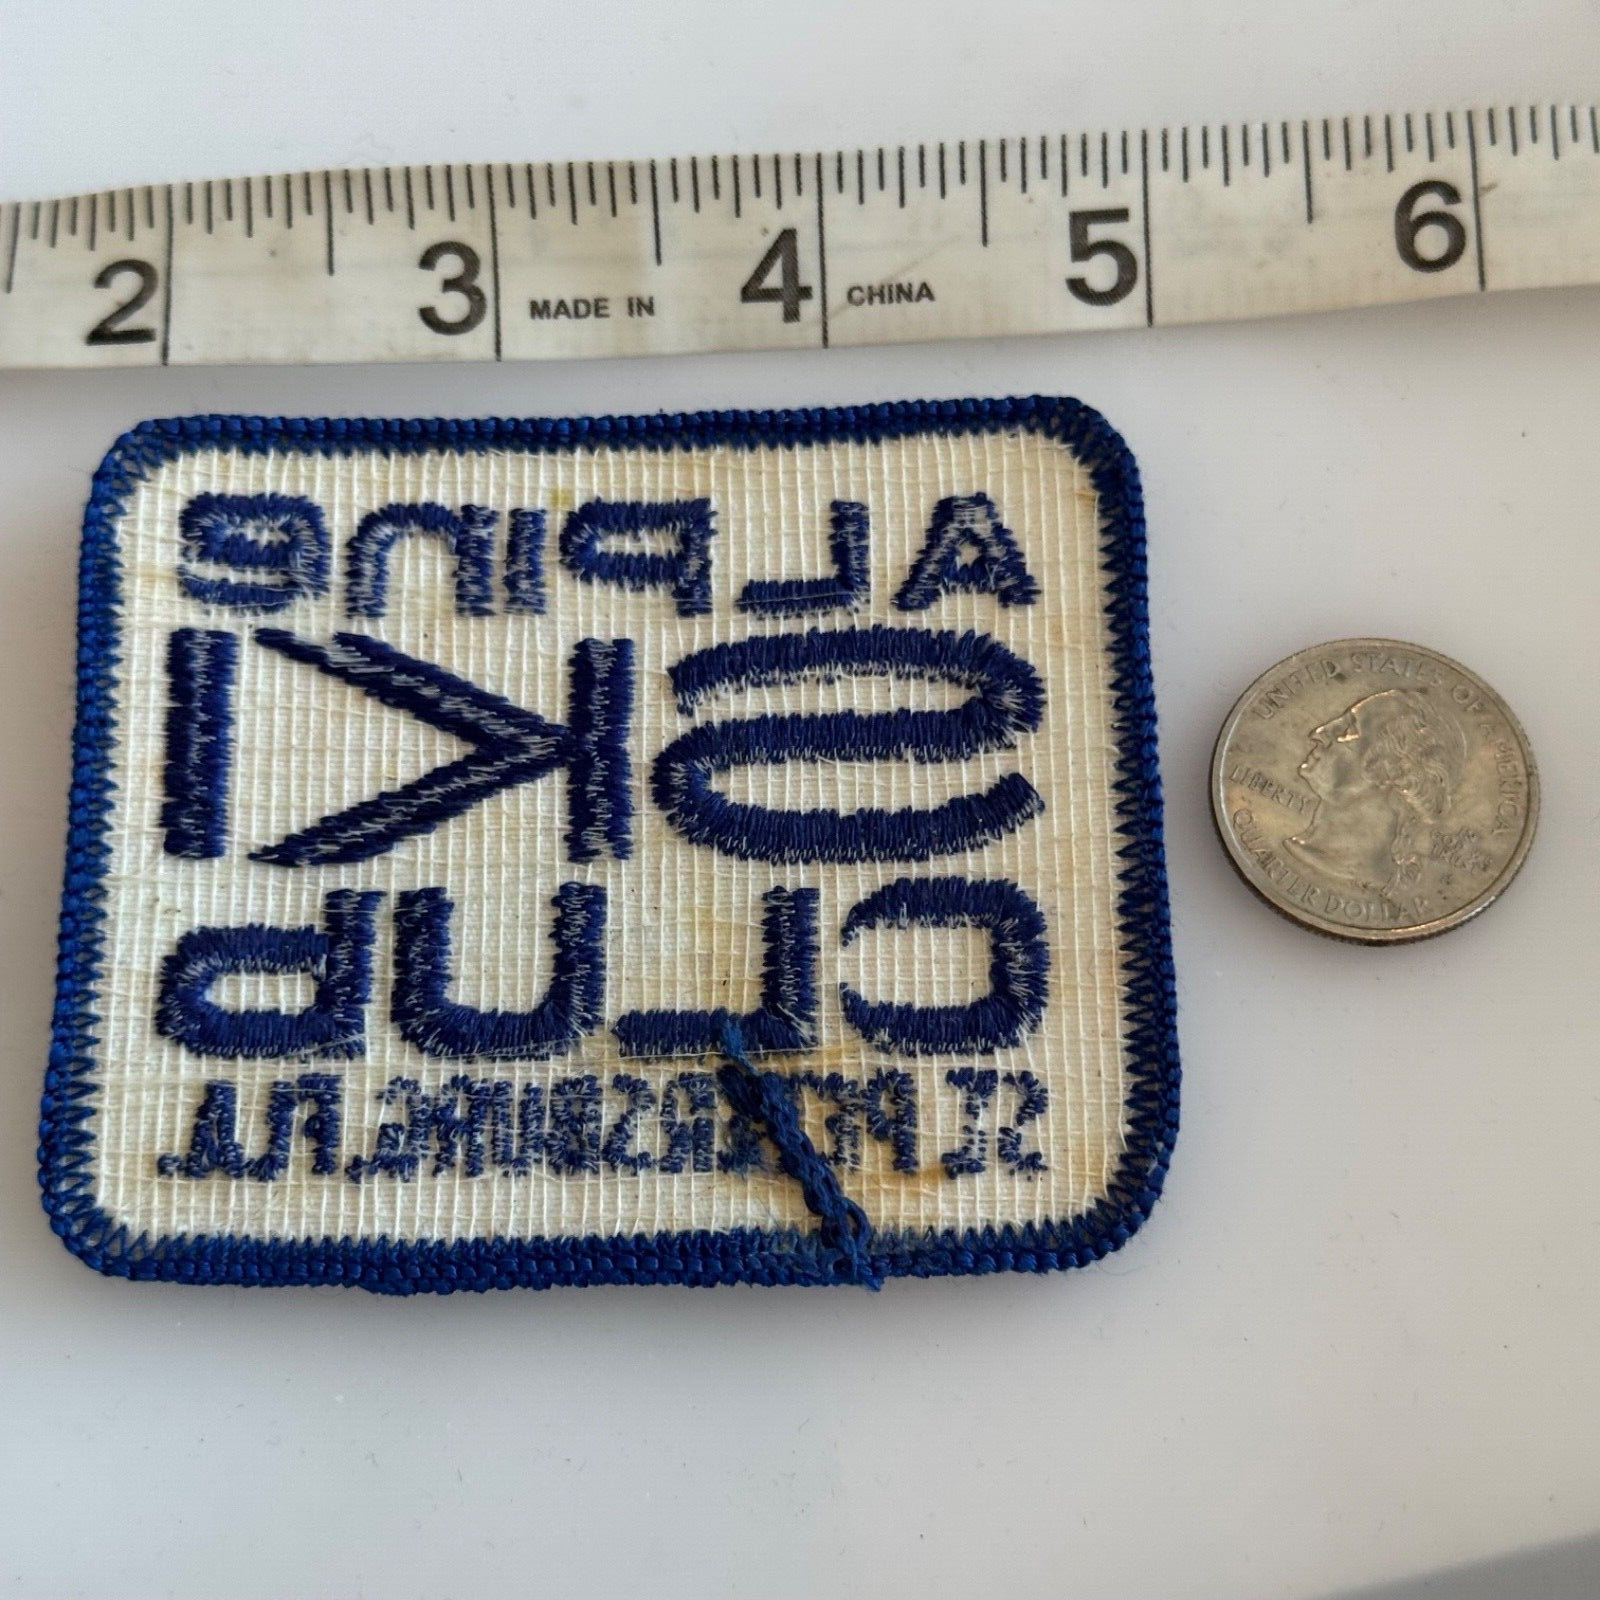 2 3 MADE IN 4 CHINA 5 6
ALPINE
SKI
CLUB
ST. PETERSBURG, FLA.
UNITED STATES OF AMERICA
LIBERTY
QUARTER DOLLAR